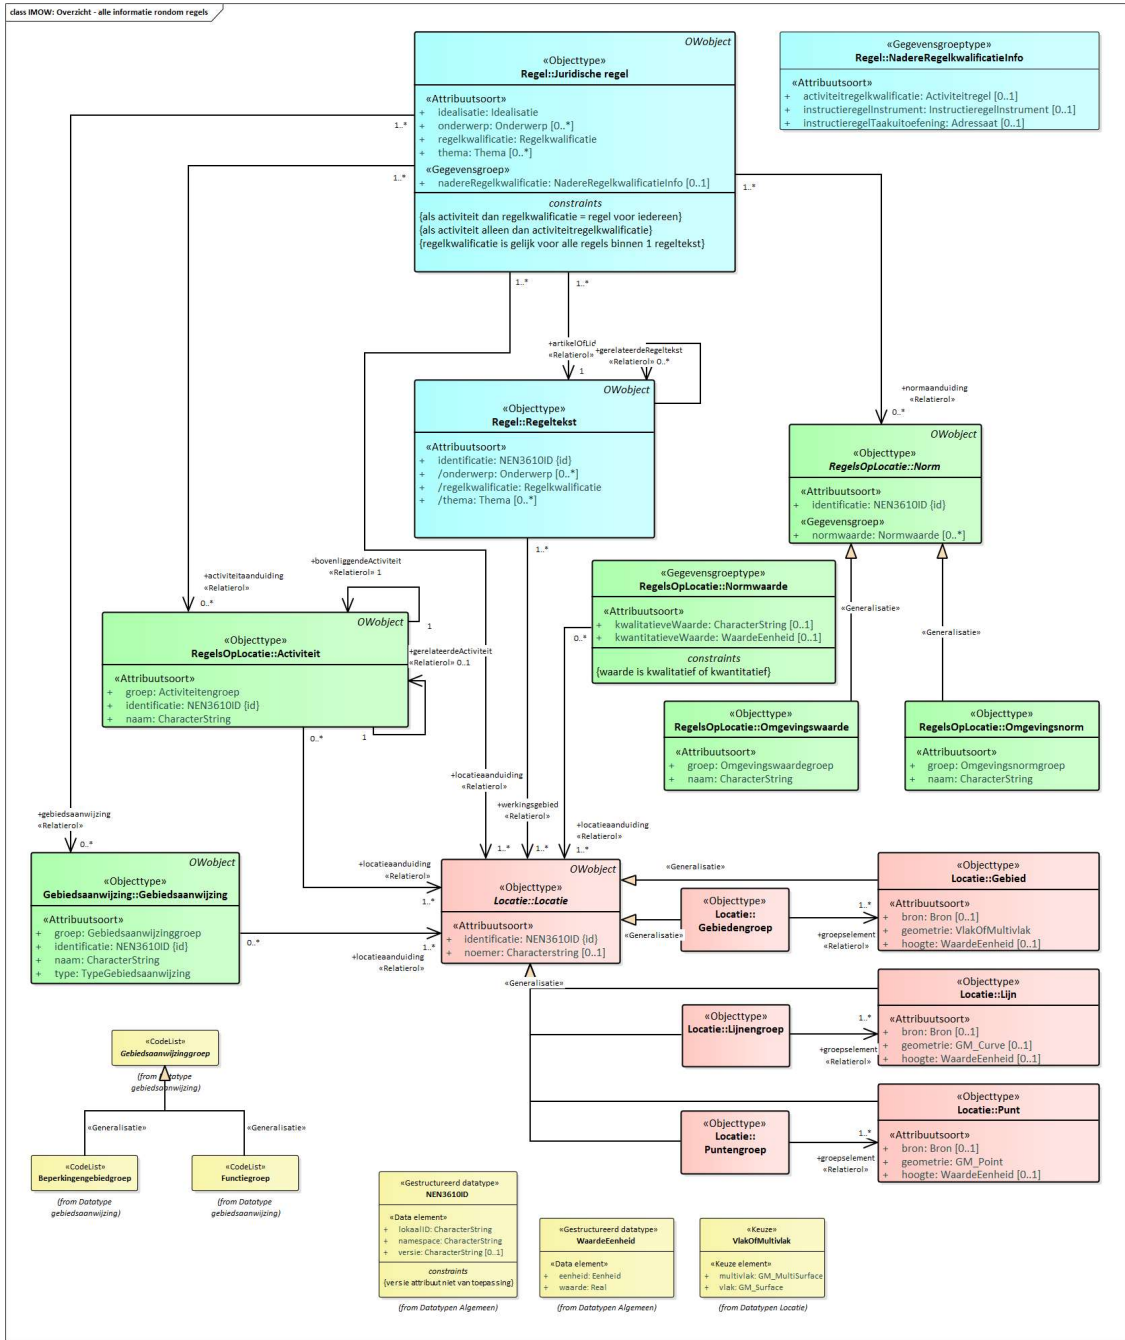 class IMOW: Overzicht - alle informatie rondom regels
OWobject
«Objecttype»
Regel::Juridische regel
«Attribuutsoort»
+ idealisatie: Idealisatie
+ onderwerp: Onderwerp [0..*]
+ regelkwalificatie: Regelkwalificatie
+ thema: Thema [0..*]
«Gegevensgroep»
+ nadereRegelkwalificatie: NadereRegelkwalificatieInfo [0..1]
constraints
{als activiteit dan regelkwalificatie = regel voor iedereen}
{als activiteit alleen dan activiteitregelkwalificatie}
{regelkwalificatie is gelijk voor alle regels binnen 1 regeltekst}
«Gegevensgroeptype»
Regel::NadereRegelkwalificatieInfo
«Attribuutsoort»
+ activiteitregelkwalificatie: Activiteitregel [0..1]
+ instructieregelInstrument: InstructieregelInstrument [0..1]
+ instructieregelTaakuitoefening: Adressaat [0..1]
1..*
1..*
1..*
1..*
1..*
+artikelOfLid
«Relatierol»
1
+gerelateerdeRegeltekst
«Relatierol» 0..*
OWobject
«Objecttype»
Regel::Regeltekst
«Attribuutsoort»
+ identificatie: NEN3610ID {id}
+ /onderwerp: Onderwerp [0..*]
+ /regelkwalificatie: Regelkwalificatie
+ /thema: Thema [0..*]
1..*
+normaanduiding
«Relatierol»
0..*
OWobject
«Objecttype»
RegelsOpLocatie::Norm
«Attribuutsoort»
+ identificatie: NEN3610ID {id}
«Gegevensgroep»
+ normwaarde: Normwaarde [0..*]
«Generalisatie»
«Generalisatie»
«Gegevensgroeptype»
RegelsOpLocatie::Normwaarde
«Attribuutsoort»
+ kwalitatieveWaarde: CharacterString [0..1]
+ kwantitatieveWaarde: WaardeEenheid [0..1]
constraints
{waarde is kwalitatief of kwantitatief}
0..*
«Objecttype»
RegelsOpLocatie::Omgevingswaarde
«Attribuutsoort»
+ groep: Omgevingswaardegroep
+ naam: CharacterString
«Objecttype»
RegelsOpLocatie::Omgevingsnorm
«Attribuutsoort»
+ groep: Omgevingsnormgroep
+ naam: CharacterString
+activiteitaanduiding
«Relatierol»
0..*
+bovenliggendeActiviteit
«Relatierol» 1
1
OWobject
«Objecttype»
RegelsOpLocatie::Activiteit
«Attribuutsoort»
+ groep: Activiteitengroep
+ identificatie: NEN3610ID {id}
+ naam: CharacterString
+gerelateerdeActiviteit
«Relatierol» 0..1
1
0..*
+locatieaanduiding
«Relatierol»
1..*
+werkingsgebied
«Relatierol»
1..*
+locatieaanduiding
«Relatierol»
1..*
+gebiedsaanwijzing
«Relatierol»
0..*
OWobject
«Objecttype»
Gebiedsaanwijzing::Gebiedsaanwijzing
«Attribuutsoort»
+ groep: Gebiedsaanwijzinggroep
+ identificatie: NEN3610ID {id}
+ naam: CharacterString
+ type: TypeGebiedsaanwijzing
0..*
+locatieaanduiding
«Relatierol»
1..*
1..*
+locatieaanduiding
«Relatierol»
OWobject
«Objecttype»
Locatie::Locatie
«Attribuutsoort»
+ identificatie: NEN3610ID {id}
+ noemer: Characterstring [0..1]
«Generalisatie»
«Generalisatie»
«Generalisatie»
«Objecttype»
Locatie::
Gebiedengroep
1..*
+groepselement
«Relatierol»
«Objecttype»
Locatie::Gebied
«Attribuutsoort»
+ bron: Bron [0..1]
+ geometrie: VlakOfMultivlak
+ hoogte: WaardeEenheid [0..1]
«Objecttype»
Locatie::Lijnengroep
1..*
+groepselement
«Relatierol»
«Objecttype»
Locatie::Lijn
«Attribuutsoort»
+ bron: Bron [0..1]
+ geometrie: GM_Curve [0..1]
+ hoogte: WaardeEenheid [0..1]
«Objecttype»
Locatie::
Puntengroep
1..*
+groepselement
«Relatierol»
«Objecttype»
Locatie::Punt
«Attribuutsoort»
+ bron: Bron [0..1]
+ geometrie: GM_Point
+ hoogte: WaardeEenheid [0..1]
«CodeList»
Gebiedsaanwijzinggroep
(from Datatype
gebiedsaanwijzing)
«Generalisatie»
«Generalisatie»
«CodeList»
Beperkingengebiedgroep
(from Datatype
gebiedsaanwijzing)
«CodeList»
Functiegroep
(from Datatype
gebiedsaanwijzing)
«Gestructureerd datatype»
NEN3610ID
«Data element»
+ lokaalID: CharacterString
+ namespace: CharacterString
+ versie: CharacterString [0..1]
constraints
{versie attribuut niet van toepassing}
(from Datatypen Algemeen)
«Gestructureerd datatype»
WaardeEenheid
«Data element»
+ eenheid: Eenheid
+ waarde: Real
(from Datatypen Algemeen)
«Keuze»
VlakOfMultivlak
«Keuze element»
+ multivlak: GM_MultiSurface
+ vlak: GM_Surface
(from Datatypen Locatie)